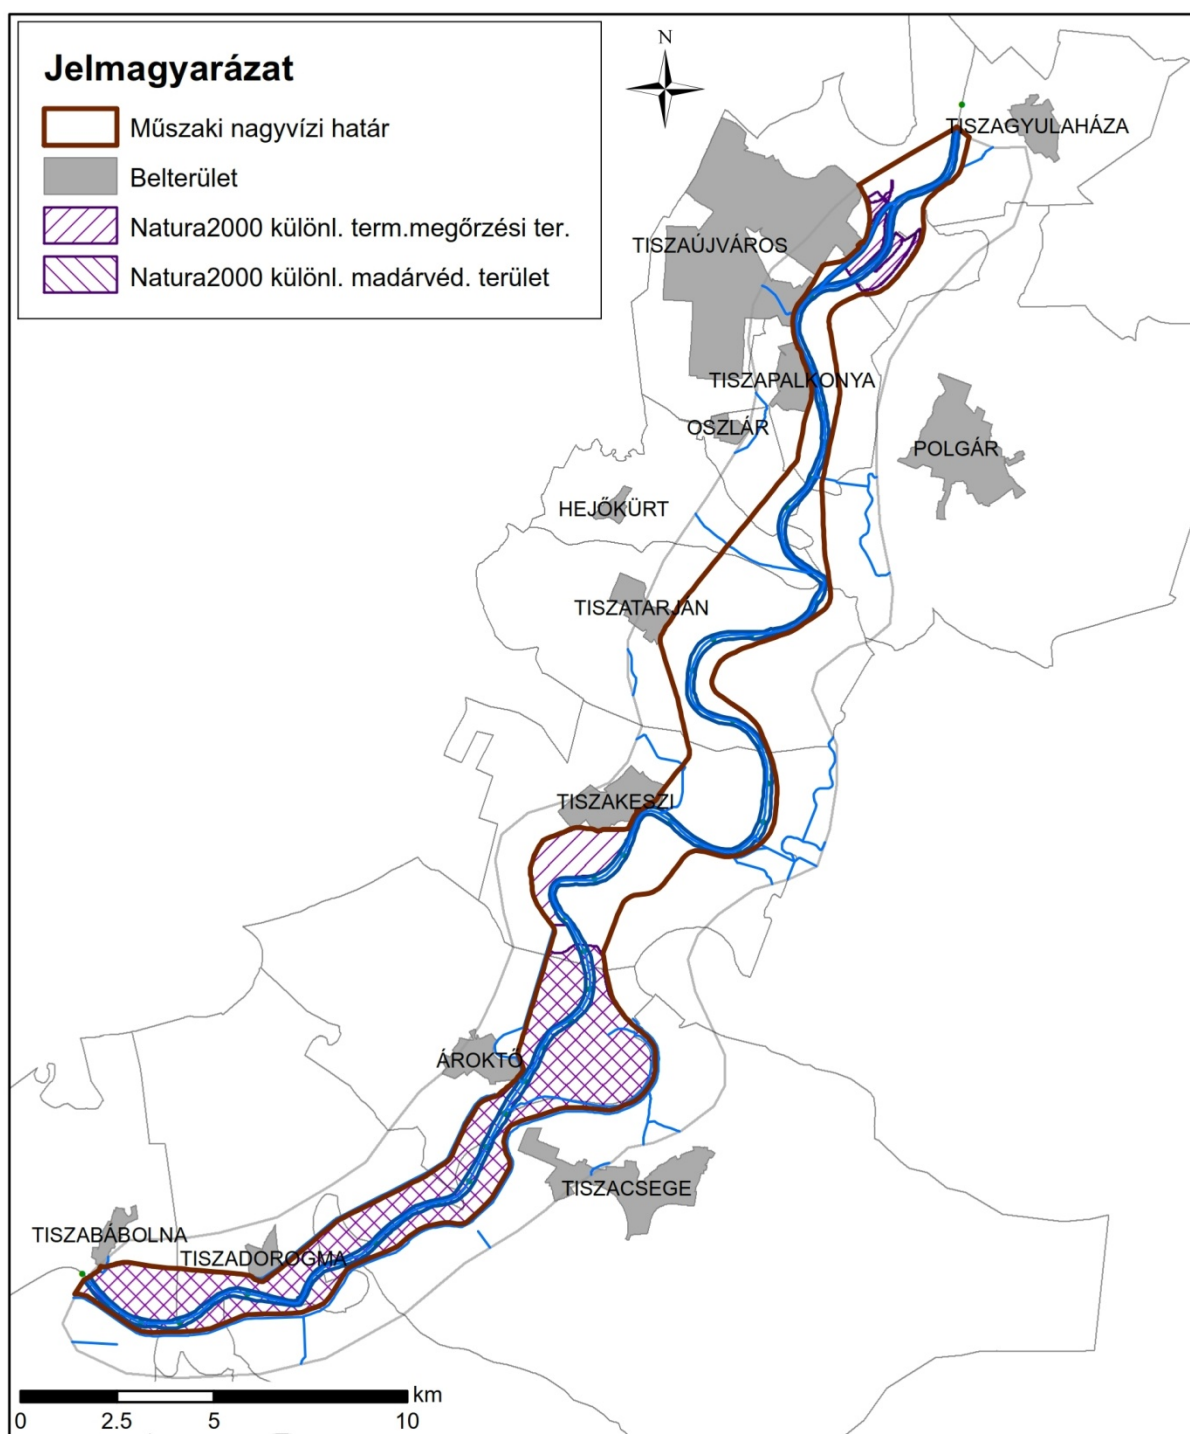 Jelmagyarázat
Műszaki nagyvízi határ
Belterület
Natura2000 különl. term.megőrzési ter.
Natura2000 különl. madárvéd. terület
N
TISZAGYULAHÁZA
TISZAÚJVÁROS
TISZAPALKONYA
OSZLÁR
POLGÁR
HEJŐKÜRT
TISZATARJÁN
TISZAKESZI
ÁROKTŐ
TISZACSEGE
TISZABÁBOLNA
TISZADOROGMA
km
0 2.5 5 10